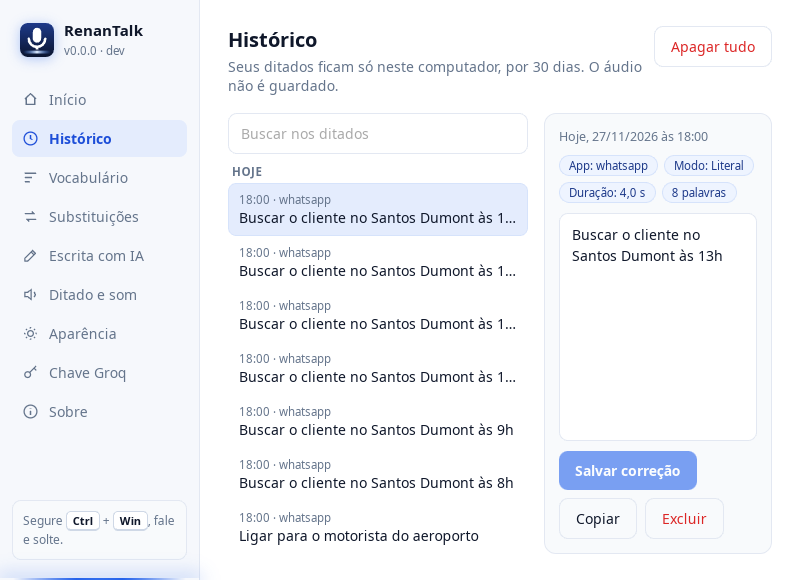 RenanTalk
v0.0.0 · dev
Início
Histórico
Vocabulário
Substituições
Escrita com IA
Ditado e som
Aparência
Chave Groq
Sobre
Segure Ctrl + Win, fale
e solte.
Histórico
Seus ditados ficam só neste computador, por 30 dias. O áudio
não é guardado.
Apagar tudo
Buscar nos ditados
HOJE
18:00 · whatsapp
Buscar o cliente no Santos Dumont às 1...
18:00 · whatsapp
Buscar o cliente no Santos Dumont às 1...
18:00 · whatsapp
Buscar o cliente no Santos Dumont às 1...
18:00 · whatsapp
Buscar o cliente no Santos Dumont às 1...
18:00 · whatsapp
Buscar o cliente no Santos Dumont às 9h
18:00 · whatsapp
Buscar o cliente no Santos Dumont às 8h
18:00 · whatsapp
Ligar para o motorista do aeroporto
Hoje, 27/11/2026 às 18:00
App: whatsapp Modo: Literal
Duração: 4,0 s 8 palavras
Buscar o cliente no
Santos Dumont às 13h
Salvar correção
Copiar Excluir